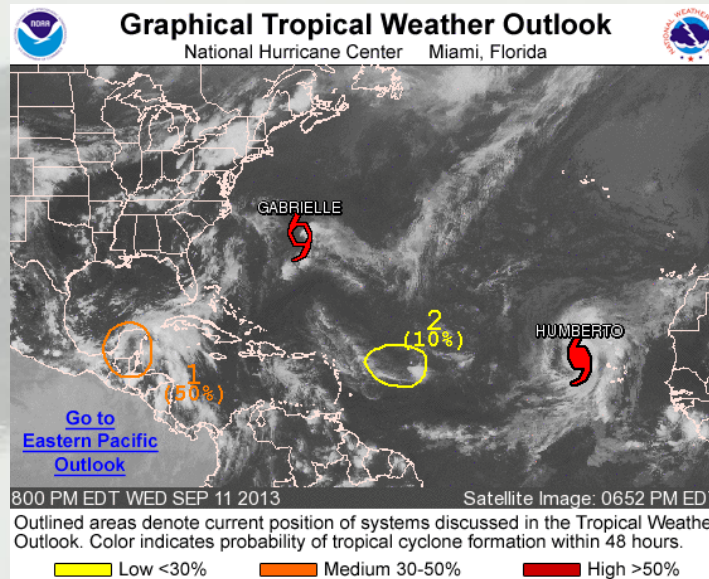 Graphical Tropical Weather Outlook
National Hurricane Center Miami, Florida
NOAA
GABRIELLE
2
(10%)
HUMBERTO
1
(50%)
Go to
Eastern Pacific
Outlook
800 PM EDT WED SEP 11 2013 Satellite Image: 0652 PM EDT
Outlined areas denote current position of systems discussed in the Tropical Weathe
Outlook. Color indicates probability of tropical cyclone formation within 48 hours.
Low <30% Medium 30-50% High >50%